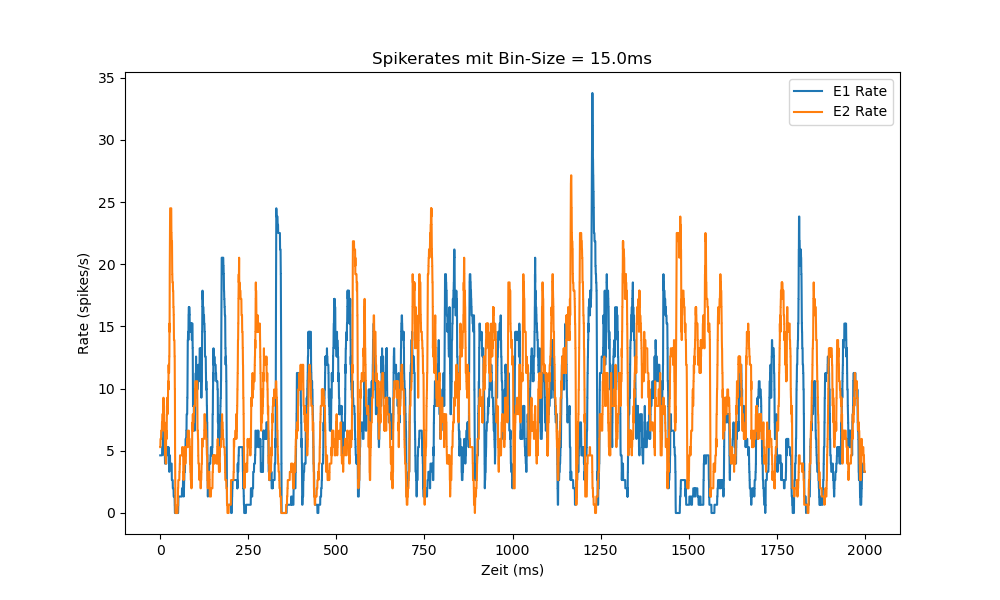 Spikerates mit Bin-Size = 15.0ms
35
30
25
20
15
10
5
0
Rate (spikes/s)
E1 Rate
E2 Rate
0 250 500 750 1000 1250 1500 1750 2000
Zeit (ms)